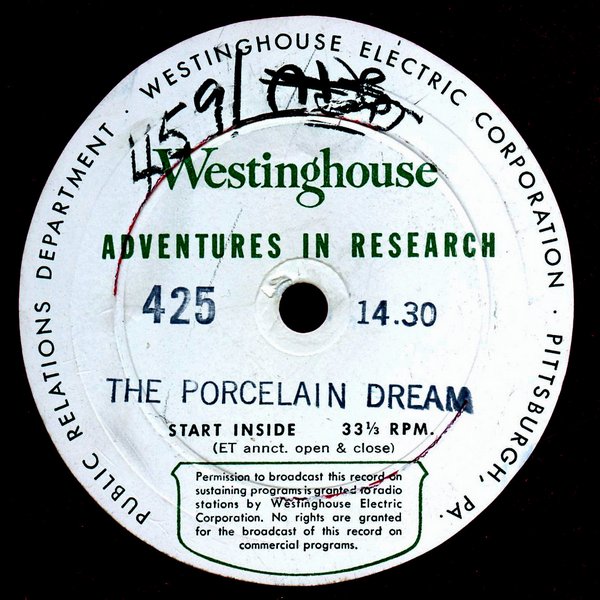 PUBLIC RELATIONS DEPARTMENT · WESTINGHOUSE ELECTRIC CORPORATION · PITTSBURGH, PA.
4591
Westinghouse
ADVENTURES IN RESEARCH
425 14.30
THE PORCELAIN DREAM
START INSIDE 33⅓ RPM.
(ET annct. open & close)
Permission to broadcast this record on
sustaining programs is granted to radio
stations by Westinghouse Electric
Corporation. No rights are granted
for the broadcast of this record on
commercial programs.